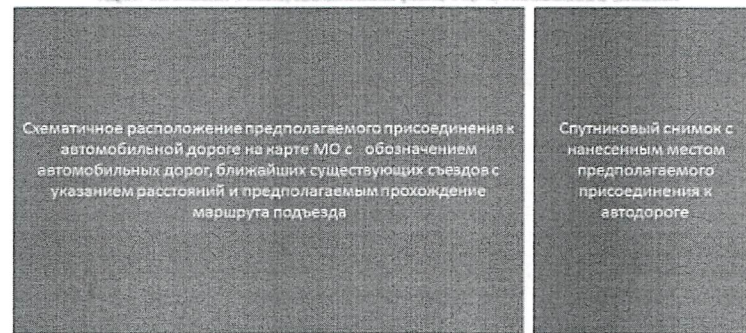 Схематичное расположение предполагаемого присоединения к
автомобильной дороге на карте МО с обозначением
автомобильных дорог, ближайших существующих съездов с
указанием расстояний и предполагаемым прохождение
маршрута подъезда
Спутниковый снимок с
нанесенным местом
предполагаемого
присоединения к
автодороге